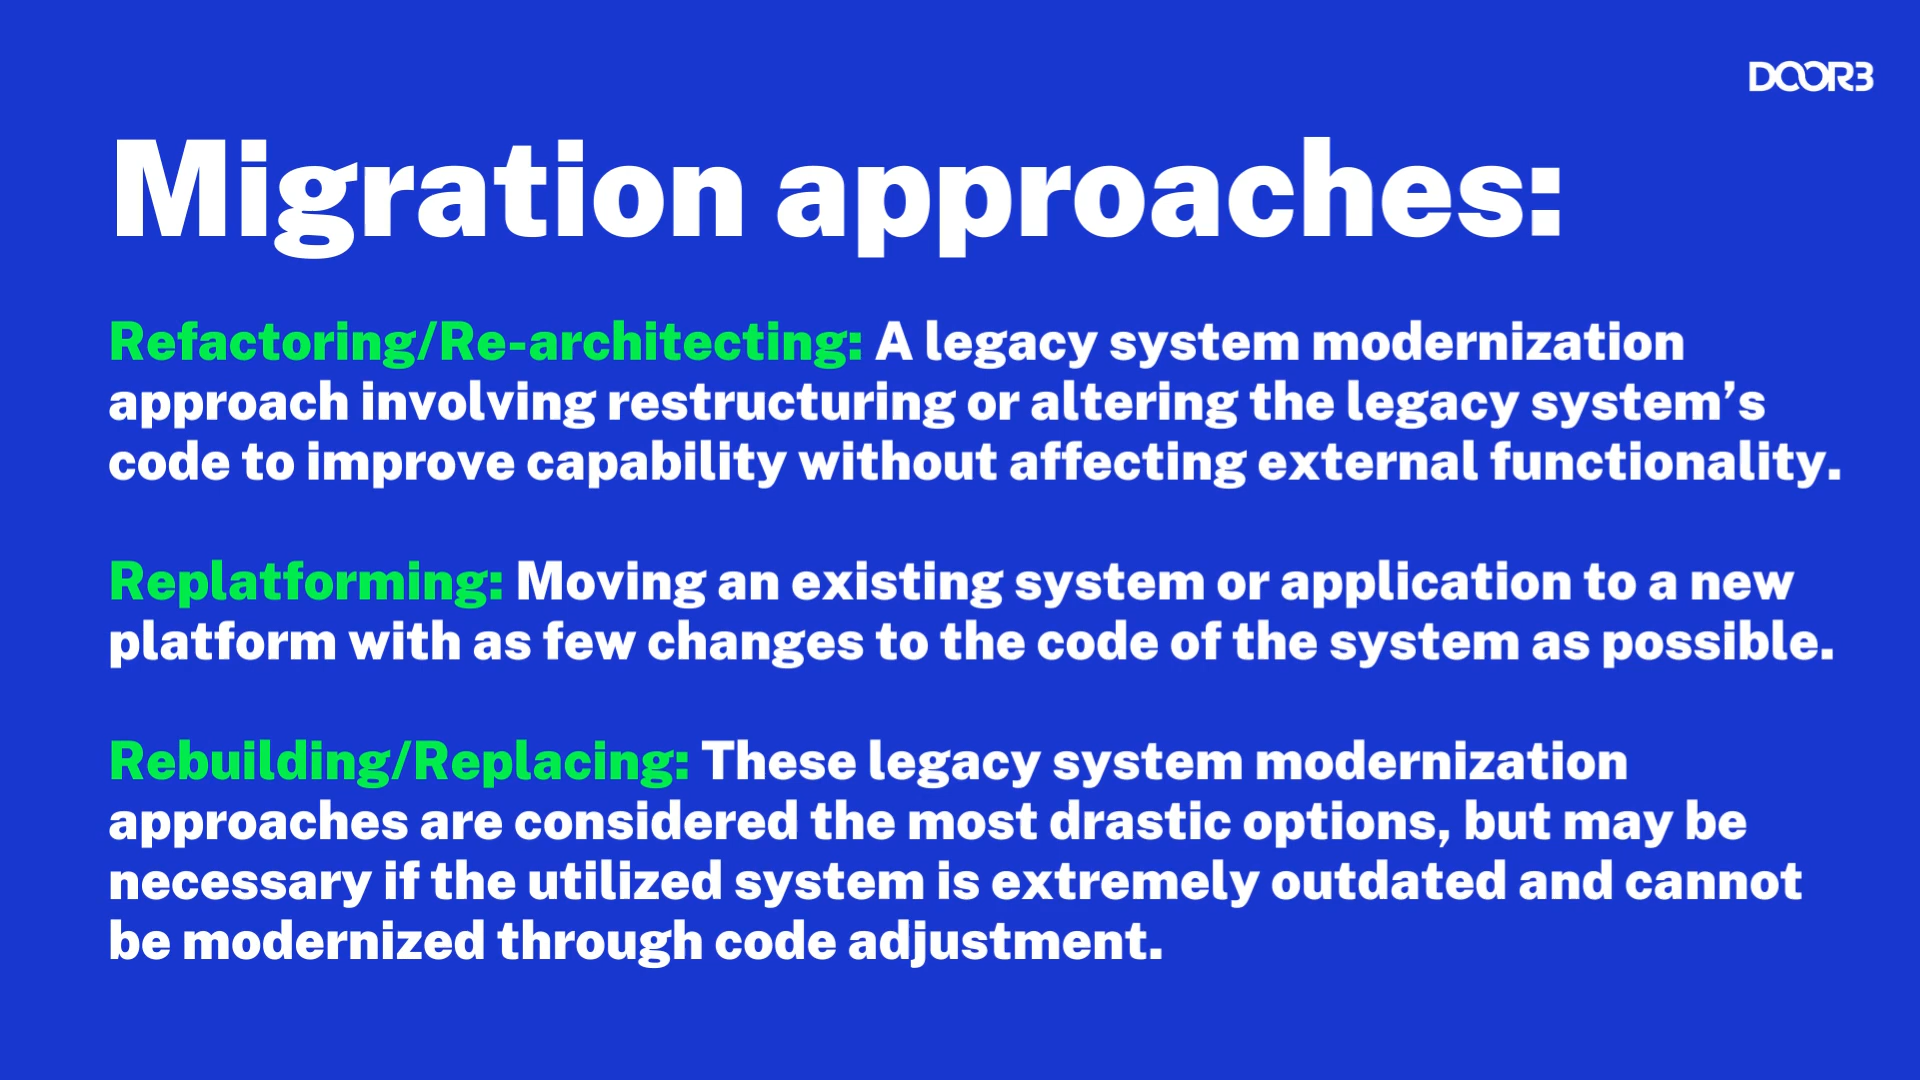 DOOR3
Migration approaches:
Refactoring/Re-architecting: A legacy system modernization
approach involving restructuring or altering the legacy system’s
code to improve capability without affecting external functionality.
Replatforming: Moving an existing system or application to a new
platform with as few changes to the code of the system as possible.
Rebuilding/Replacing: These legacy system modernization
approaches are considered the most drastic options, but may be
necessary if the utilized system is extremely outdated and cannot
be modernized through code adjustment.